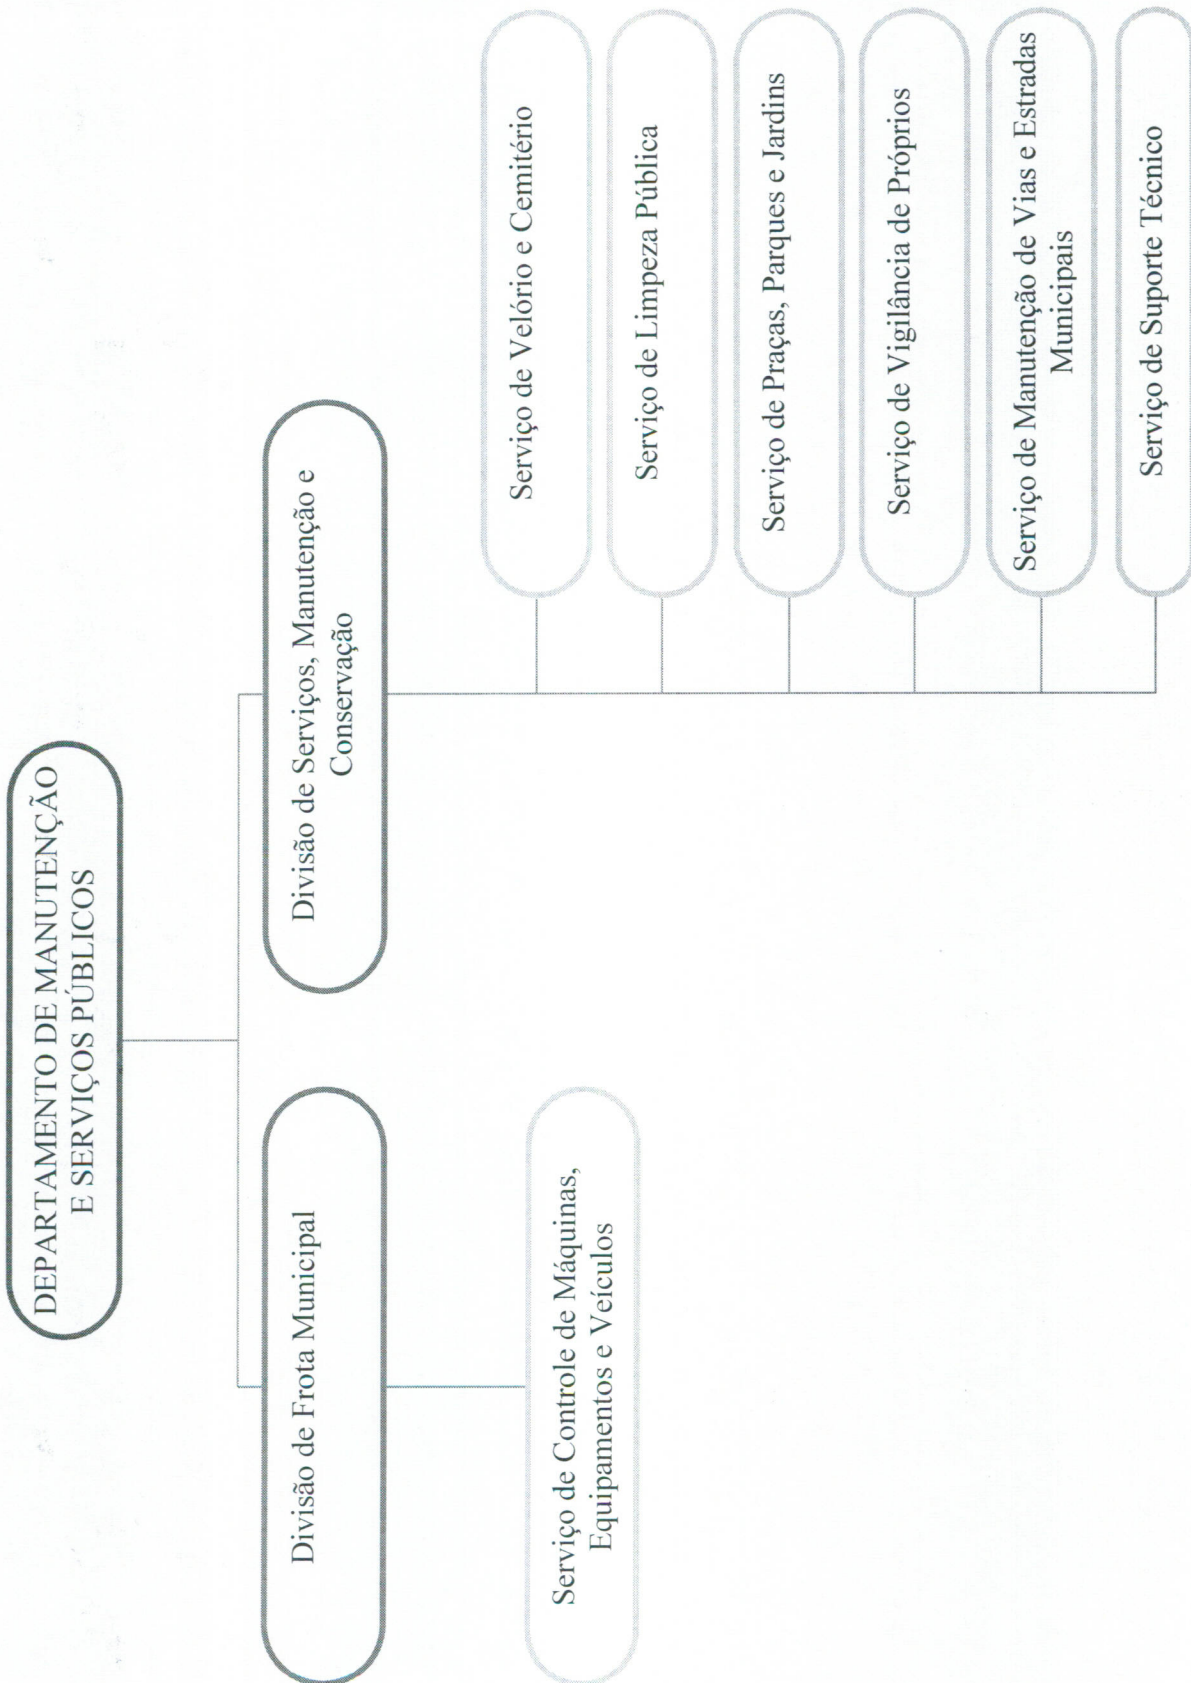 DEPARTAMENTO DE MANUTENÇÃO
E SERVIÇOS PÚBLICOS
Divisão de Frota Municipal
Serviço de Controle de Máquinas,
Equipamentos e Veículos
Divisão de Serviços, Manutenção e
Conservação
Serviço de Velório e Cemitério
Serviço de Limpeza Pública
Serviço de Praças, Parques e Jardins
Serviço de Vigilância de Próprios
Serviço de Manutenção de Vias e Estradas
Municipais
Serviço de Suporte Técnico